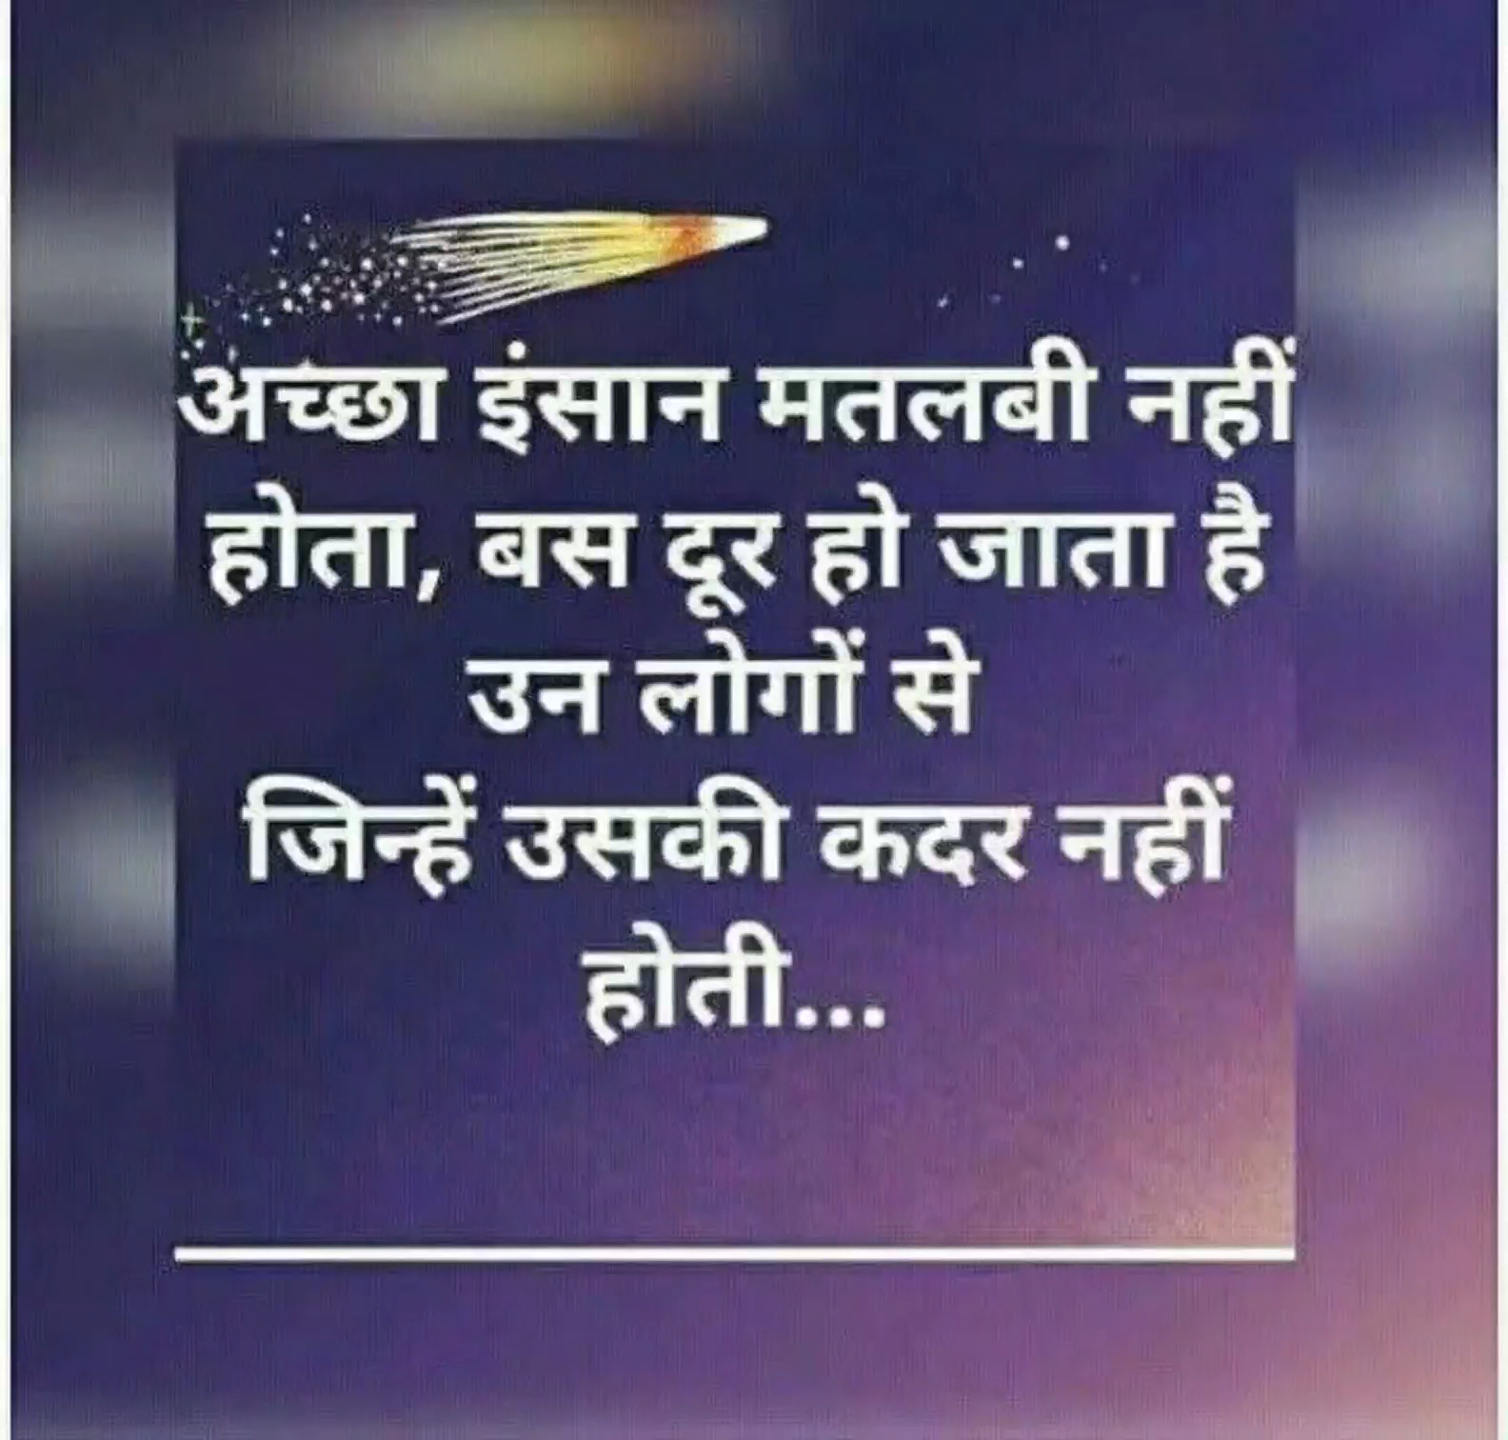 अच्छा इंसान मतलबी नहीं
होता, बस दूर हो जाता है
उन लोगों से
जिन्हें उसकी कदर नहीं
होती...